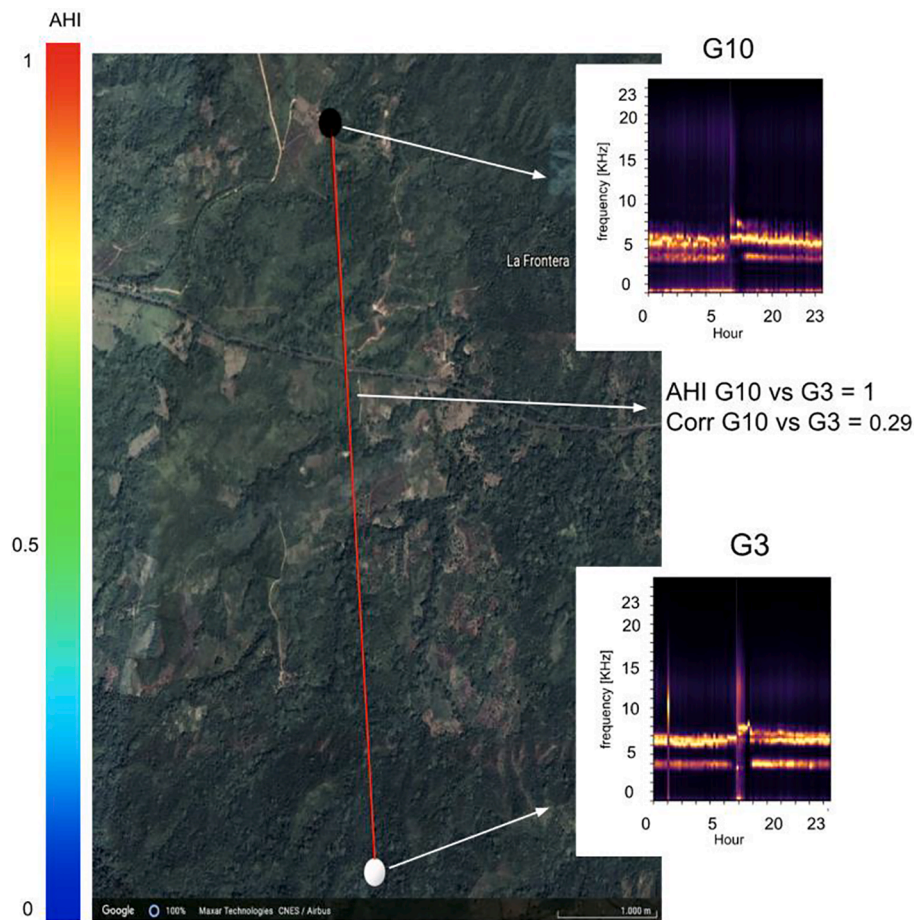 AHI
1
0.5
0
La Frontera
G10
frequency [KHz]
23
20
15
10
5
0
0 5 20 23
Hour
AHI G10 vs G3 = 1
Corr G10 vs G3 = 0.29
G3
frequency [KHz]
23
20
15
10
5
0
0 5 20 23
Hour
Google 100% Maxar Technologies CNES / Airbus 1.000 m